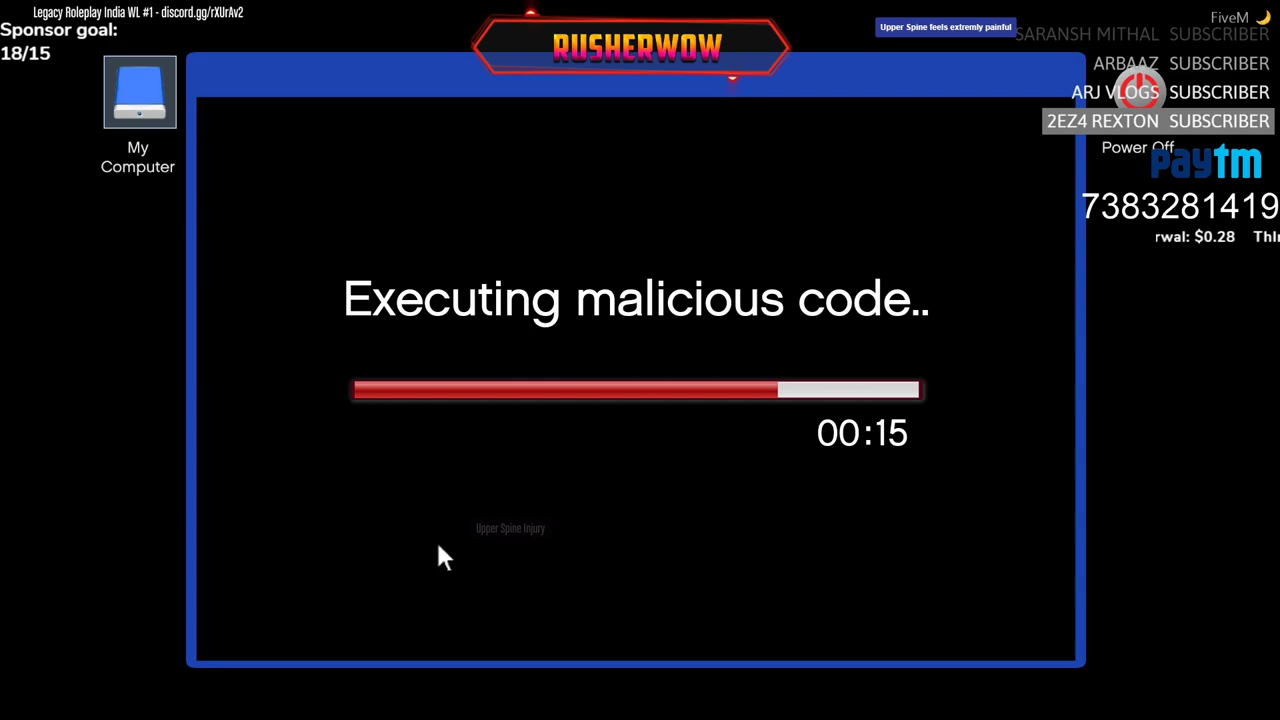 Legacy Roleplay India WL #1 - discord.gg/rXUrAv2
Sponsor goal:
18/15
RUSHERWOW
Upper Spine feels extremly painful
FiveM
SARANSH MITHAL SUBSCRIBER
ARBAAZ SUBSCRIBER
ARJ VLOGS SUBSCRIBER
2EZ4 REXTON SUBSCRIBER
My
Computer
Power Off
paytm
7383281419
rwal: $0.28
Executing malicious code..
00:15
Upper Spine Injury